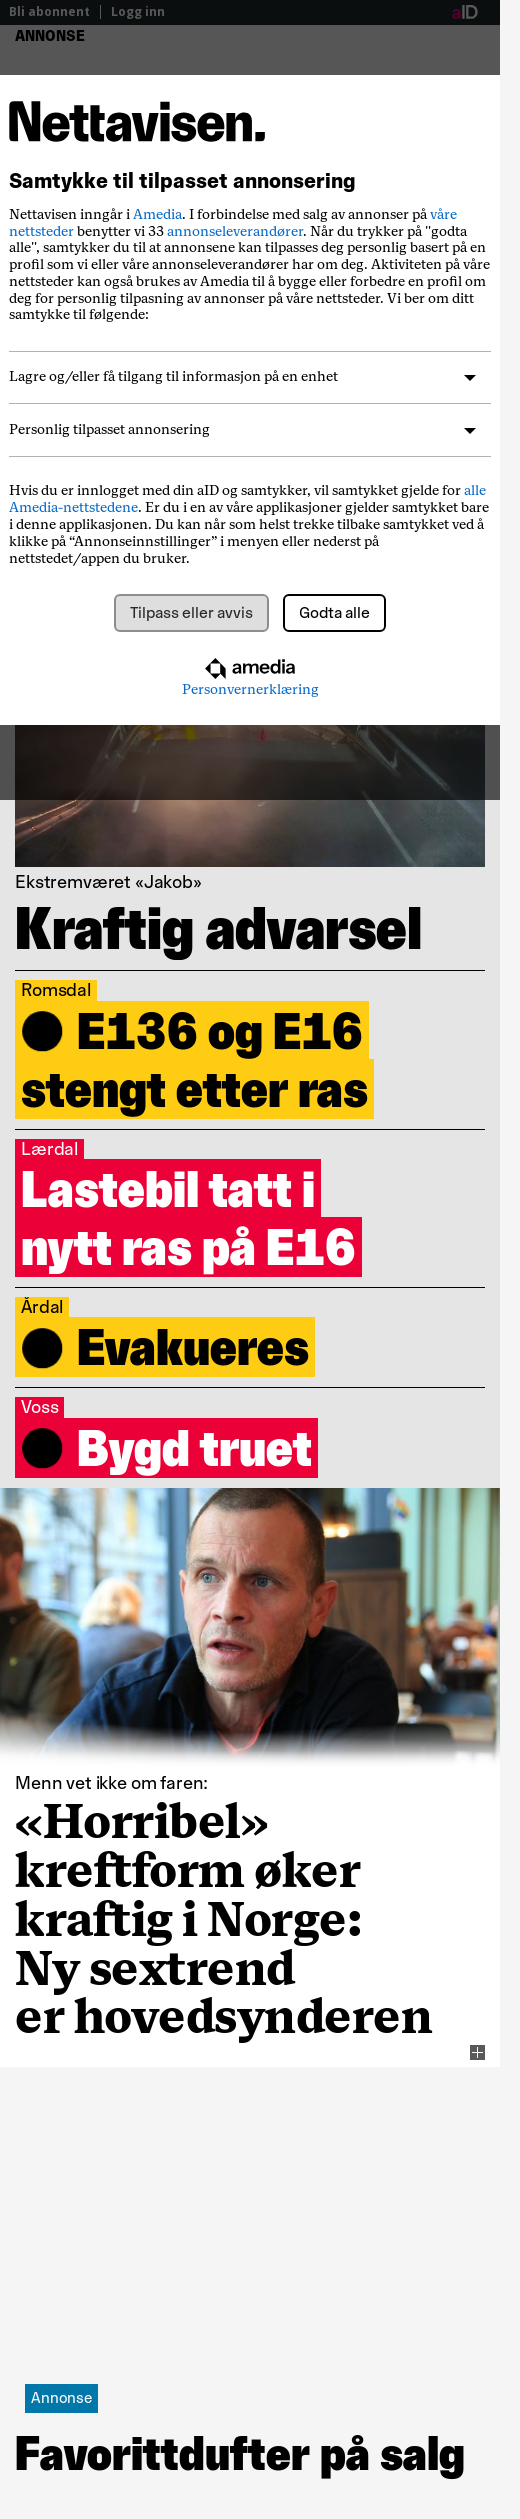 Bli abonnent | Logg inn
aID
ANNONSE
Nettavisen.
Samtykke til tilpasset annonsering
Nettavisen inngår i Amedia. I forbindelse med salg av annonser på våre
nettsteder benytter vi 33 annonseleverandører. Når du trykker på "godta
alle", samtykker du til at annonsene kan tilpasses deg personlig basert på en
profil som vi eller våre annonseleverandører har om deg. Aktiviteten på våre
nettsteder kan også brukes av Amedia til å bygge eller forbedre en profil om
deg for personlig tilpasning av annonser på våre nettsteder. Vi ber om ditt
samtykke til følgende:
Lagre og/eller få tilgang til informasjon på en enhet
Personlig tilpasset annonsering
Hvis du er innlogget med din aID og samtykker, vil samtykket gjelde for alle
Amedia-nettstedene. Er du i en av våre applikasjoner gjelder samtykket bare
i denne applikasjonen. Du kan når som helst trekke tilbake samtykket ved å
klikke på “Annonseinnstillinger” i menyen eller nederst på
nettstedet/appen du bruker.
Tilpass eller avvis
Godta alle
amedia
Personvernerklæring
Ekstremværet «Jakob»
Kraftig advarsel
Romsdal
E136 og E16
stengt etter ras
Lærdal
Lastebil tatt i
nytt ras på E16
Årdal
Evakueres
Voss
Bygd truet
Menn vet ikke om faren:
«Horribel»
kreftform øker
kraftig i Norge:
Ny sextrend
er hovedsynderen
Annonse
Favorittdufter på salg